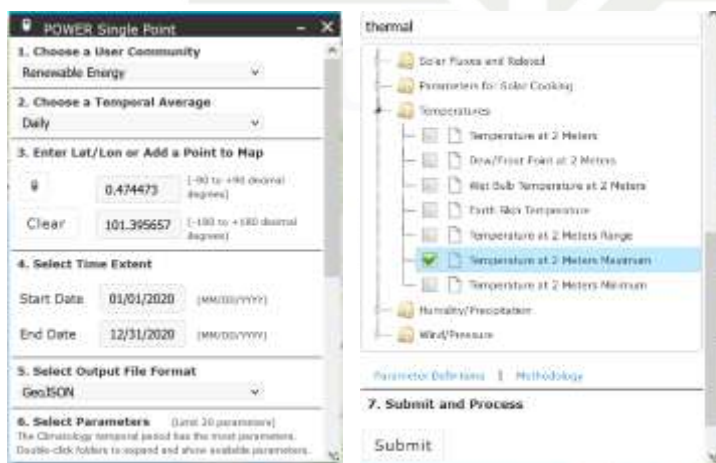 POWER Single Point
1. Choose a User Community
Renewable Energy
2. Choose a Temporal Average
Daily
3. Enter Lat/Lon or Add a Point to Map
0.474473
[-90 to +90 decimal degrees]
Clear
101.395657
[-180 to +180 decimal degrees]
4. Select Time Extent
Start Date
01/01/2020
(MM/DD/YYYY)
End Date
12/31/2020
(MM/DD/YYYY)
5. Select Output File Format
GeoJSON
6. Select Parameters (Limit 20 parameters)
The Climatology temporal period has the most parameters.
Double-click folders to expand and show available parameters.
thermal
Solar Fluxes and Related
Parameters for Solar Cooking
Temperatures
Temperature at 2 Meters
Dew/Frost Point at 2 Meters
Wet Bulb Temperature at 2 Meters
Earth Skin Temperature
Temperature at 2 Meters Range
Temperature at 2 Meters Maximum
Temperature at 2 Meters Minimum
Humidity/Precipitation
Wind/Pressure
Parameter Definitions | Methodology
7. Submit and Process
Submit